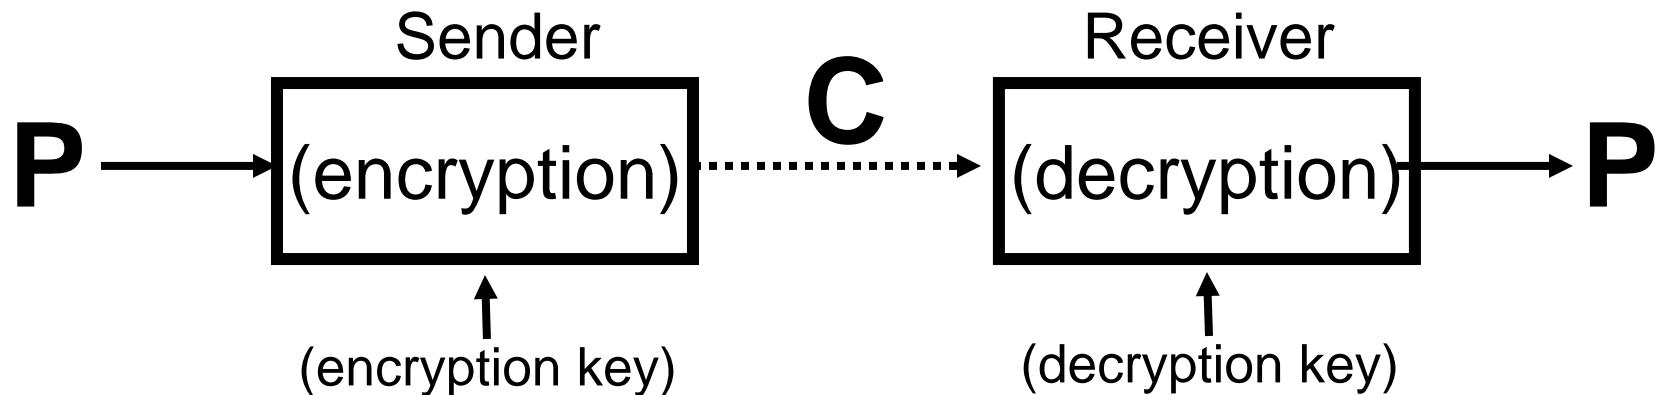 Sender
Receiver
P
(encryption)
C
(decryption)
P
(encryption key)
(decryption key)